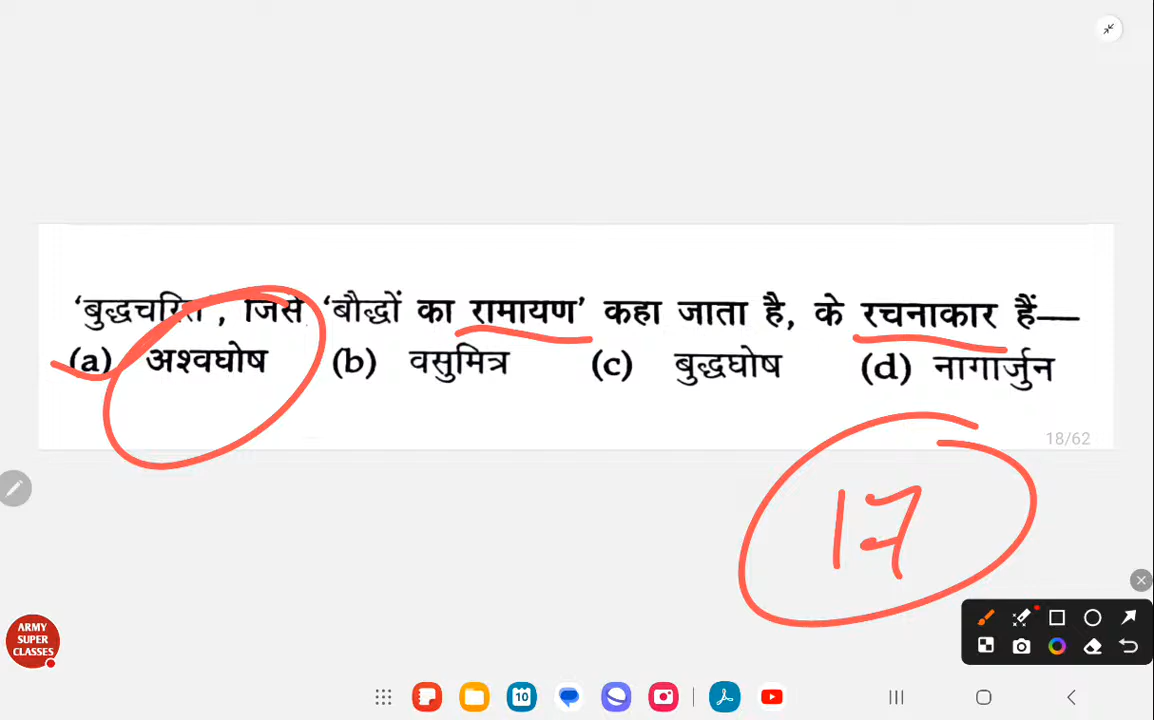 'बुद्धचरित', जिसे 'बौद्धों का रामायण' कहा जाता है, के रचनाकार हैं—
(a) अश्वघोष (b) वसुमित्र (c) बुद्धघोष (d) नागार्जुन
18/62
17
ARMY
SUPER
CLASSES
10